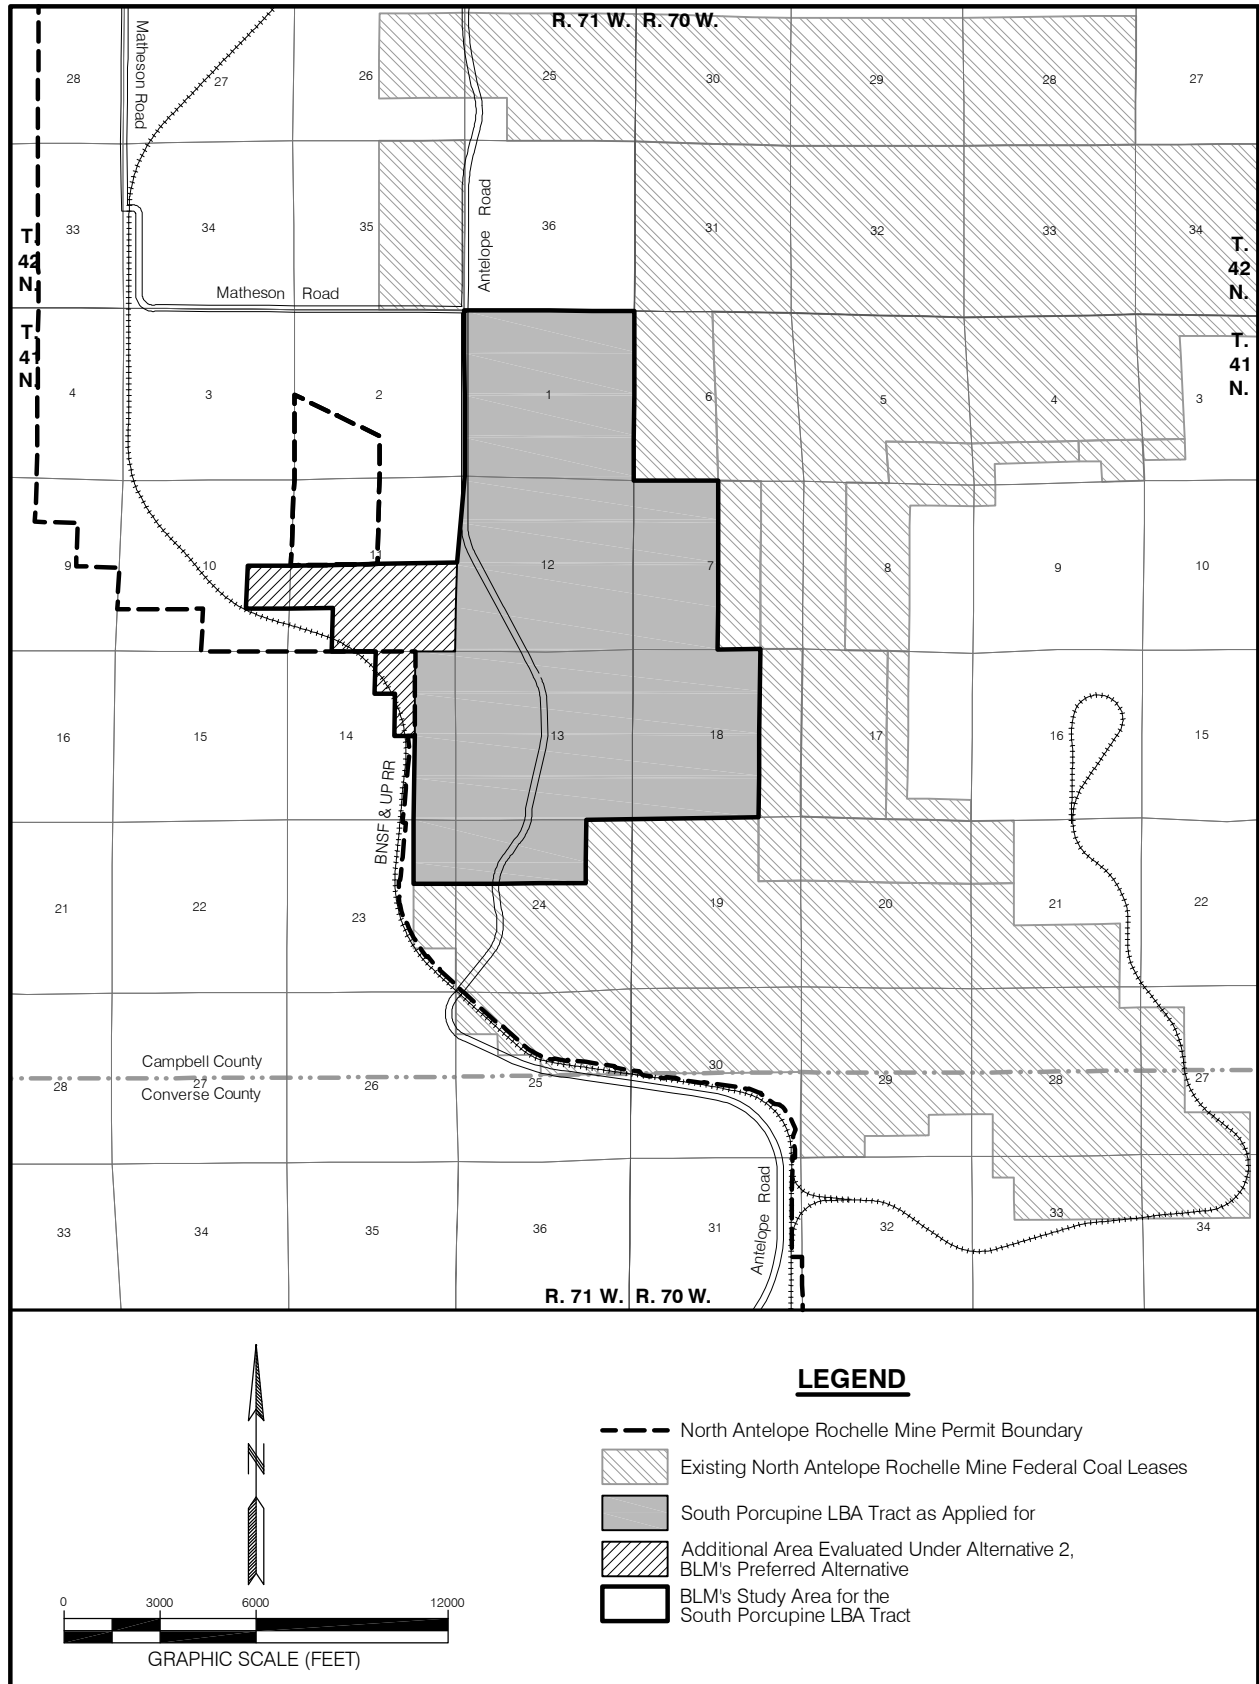 R. 71 W. R. 70 W.
28 27 26 25 30 29 28 27
Matheson Road
33 34 35 36 31 32 33 34
Antelope Road
T. 42 N.
T. 42 N.
Matheson Road
T. 41 N.
T. 41 N.
4 3 2 1 6 5 4 3
9 10 11 12 7 8 9 10
16 15 14 13 18 17 16 15
BNSF & UP RR
21 22 23 24 19 20 21 22
Campbell County
28 27 26 25 30 29 28 27
Converse County
33 34 35 36 31 32 33 34
Antelope Road
R. 71 W. R. 70 W.
LEGEND
North Antelope Rochelle Mine Permit Boundary
Existing North Antelope Rochelle Mine Federal Coal Leases
South Porcupine LBA Tract as Applied for
Additional Area Evaluated Under Alternative 2,
BLM's Preferred Alternative
BLM's Study Area for the
South Porcupine LBA Tract
N
0 3000 6000 12000
GRAPHIC SCALE (FEET)